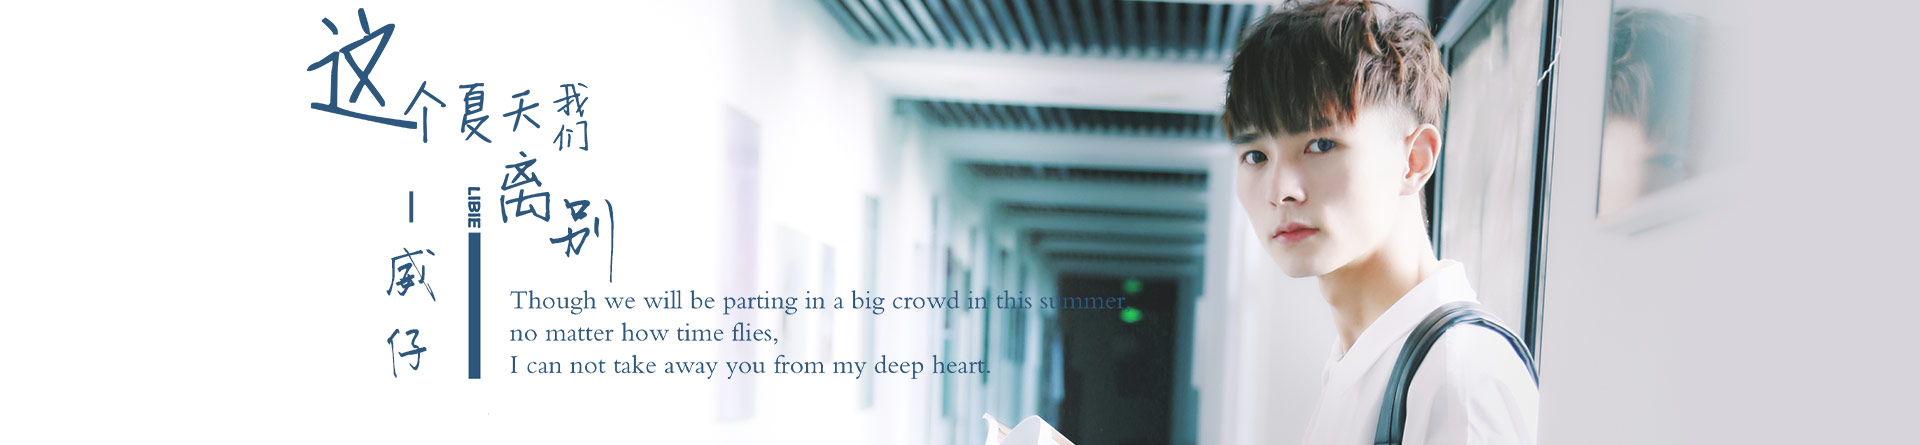 这个夏天我们
离别
LIBIE
—威仔
Though we will be parting in a big crowd in this summer,
no matter how time flies,
I can not take away you from my deep heart.